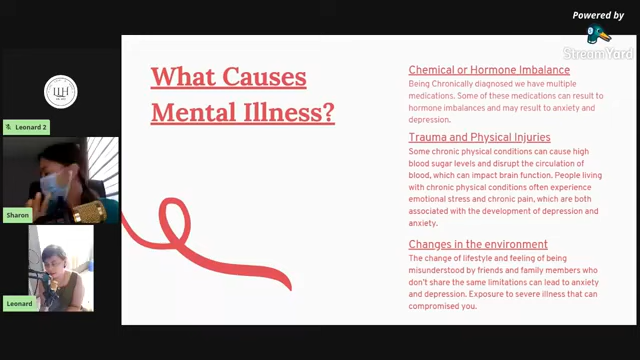 Powered by
StreamYard
What Causes
Mental Illness?
Chemical or Hormone Imbalance
Being Chronically diagnosed we have multiple
medications. Some of these medications can result to
hormone imbalances and may result to anxiety and
depression.
Trauma and Physical Injuries
Some chronic physical conditions can cause high
blood sugar levels and disrupt the circulation of
blood, which can impact brain function. People living
with chronic physical conditions often experience
emotional stress and chronic pain, which are both
associated with the development of depression and
anxiety.
Changes in the environment
The change of lifestyle and feeling of being
misunderstood by friends and family members who
don't share the same limitations can lead to anxiety
and depression. Exposure to severe illness that can
compromised you.
Leonard 2
Sharon
Leonard